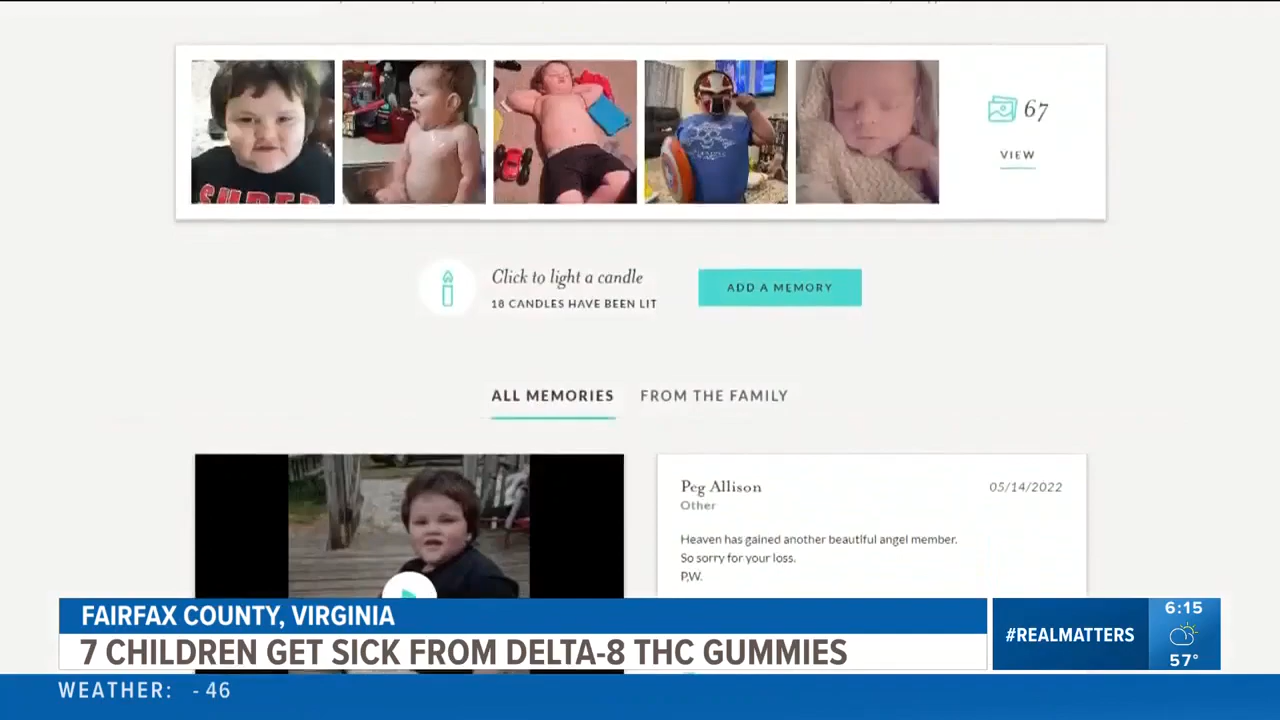 SUPER
67
VIEW
Click to light a candle
18 CANDLES HAVE BEEN LIT
ADD A MEMORY
ALL MEMORIES
FROM THE FAMILY
Peg Allison
05/14/2022
Other
Heaven has gained another beautiful angel member.
So sorry for your loss.
P.W.
FAIRFAX COUNTY, VIRGINIA
7 CHILDREN GET SICK FROM DELTA-8 THC GUMMIES
#REALMATTERS
6:15
57°
WEATHER: - 46